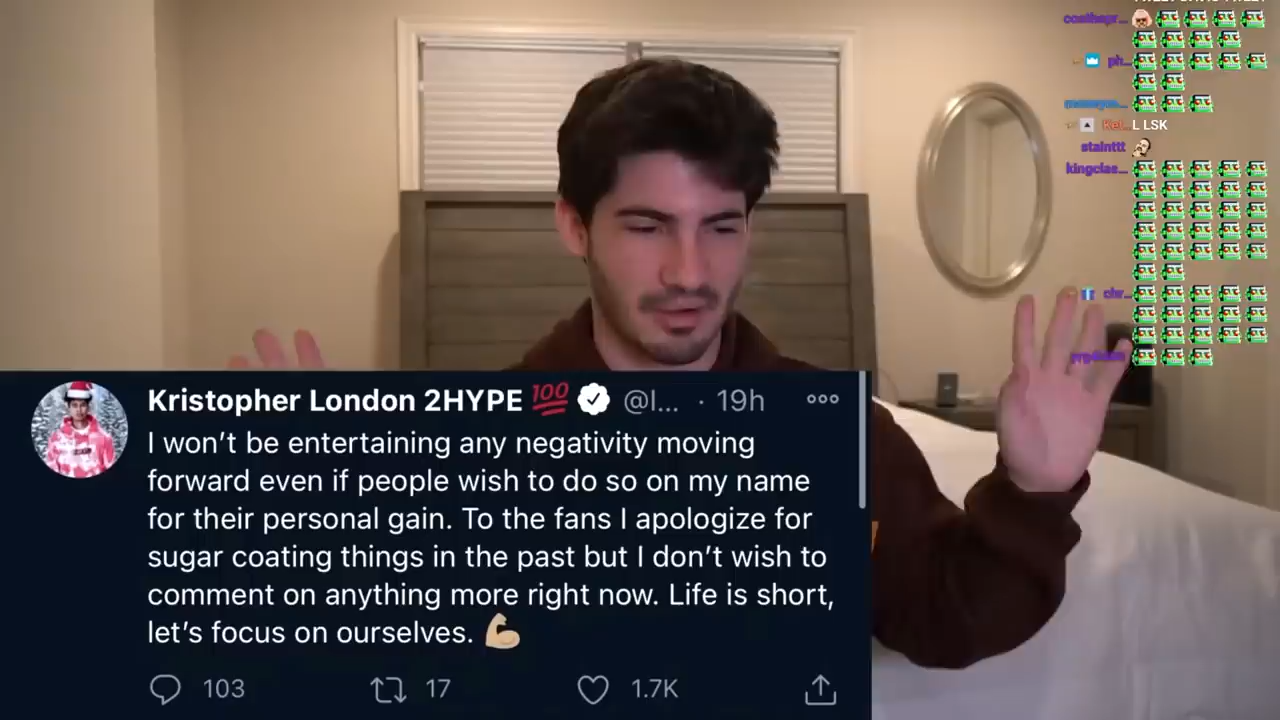 Kristopher London 2HYPE 💯 @l... · 19h
I won't be entertaining any negativity moving
forward even if people wish to do so on my name
for their personal gain. To the fans I apologize for
sugar coating things in the past but I don't wish to
comment on anything more right now. Life is short,
let's focus on ourselves. 💪🏼
103 17 1.7K
ph...
Kel... L LSK
stainttt
kingclas...
chr...